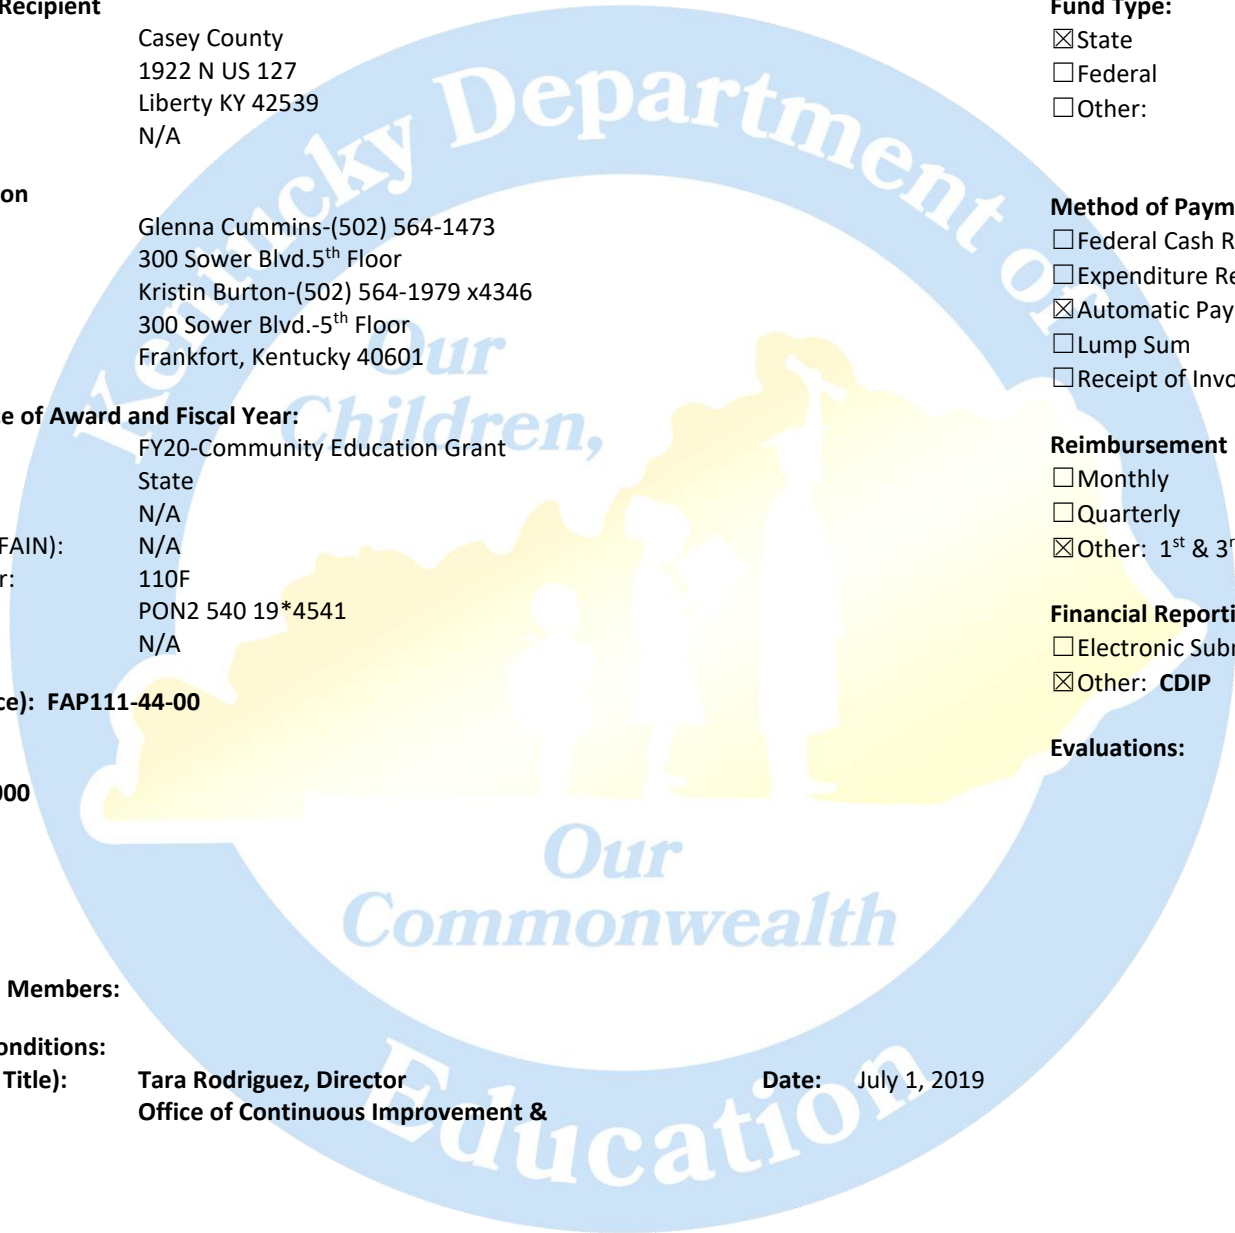 Recipient
Casey County
1922 N US 127
Liberty KY 42539
N/A
on
Glenna Cummins-(502) 564-1473
300 Sower Blvd.5th Floor
Kristin Burton-(502) 564-1979 x4346
300 Sower Blvd.-5th Floor
Frankfort, Kentucky 40601
e of Award and Fiscal Year:
FY20-Community Education Grant
State
N/A
FAIN): N/A
r: 110F
PON2 540 19*4541
N/A
ce): FAP111-44-00
000
Members:
onditions:
Title): Tara Rodriguez, Director Date: July 1, 2019
Office of Continuous Improvement &
Fund Type:
☒State
☐Federal
☐Other:
Method of Paym
☐Federal Cash R
☐Expenditure Re
☒Automatic Pay
☐Lump Sum
☐Receipt of Invo
Reimbursement
☐Monthly
☐Quarterly
☒Other: 1st & 3r
Financial Reporti
☐Electronic Subr
☒Other: CDIP
Evaluations:
Kentucky Department of
Education
Our
Children,
Our
Commonwealth